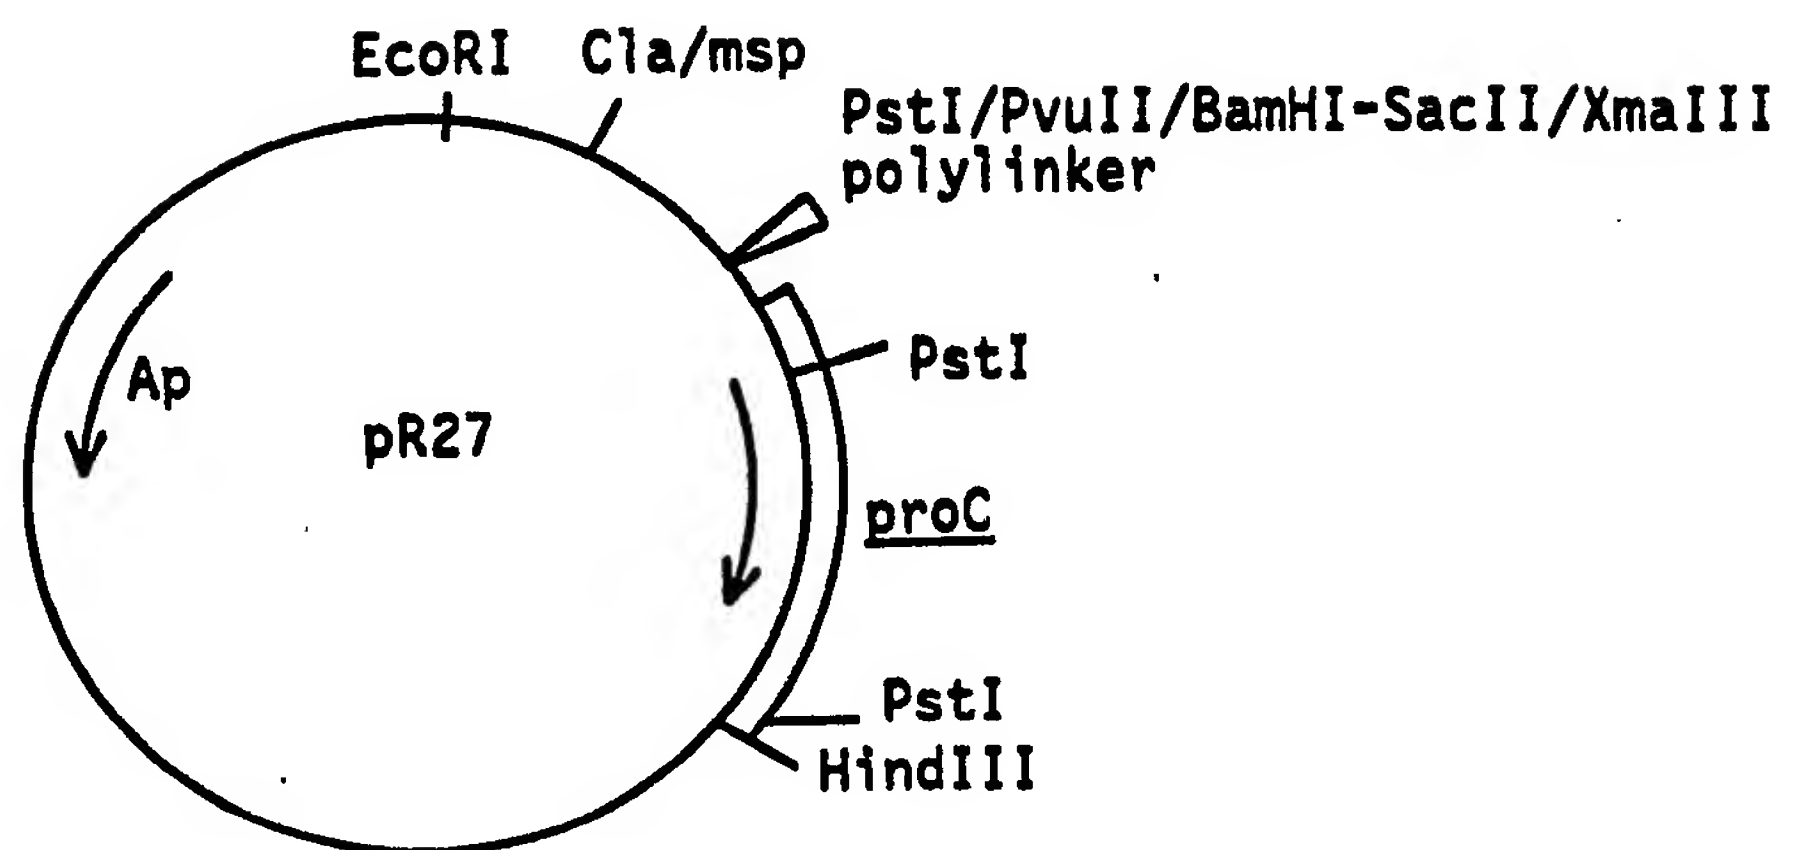 EcoRI
Cla/msp
PstI/PvuII/BamHI-SacII/XmaIII
polylinker
PstI
Ap
pR27
proC
PstI
HindIII